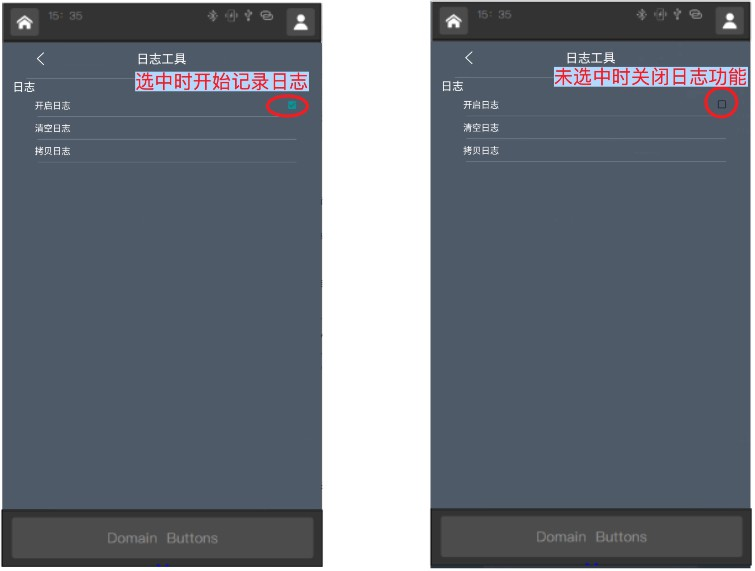 15: 35
日志工具
选中时开始记录日志
日志
开启日志
清空日志
拷贝日志
Domain Buttons
15: 35
日志工具
未选中时关闭日志功能
日志
开启日志
清空日志
拷贝日志
Domain Buttons